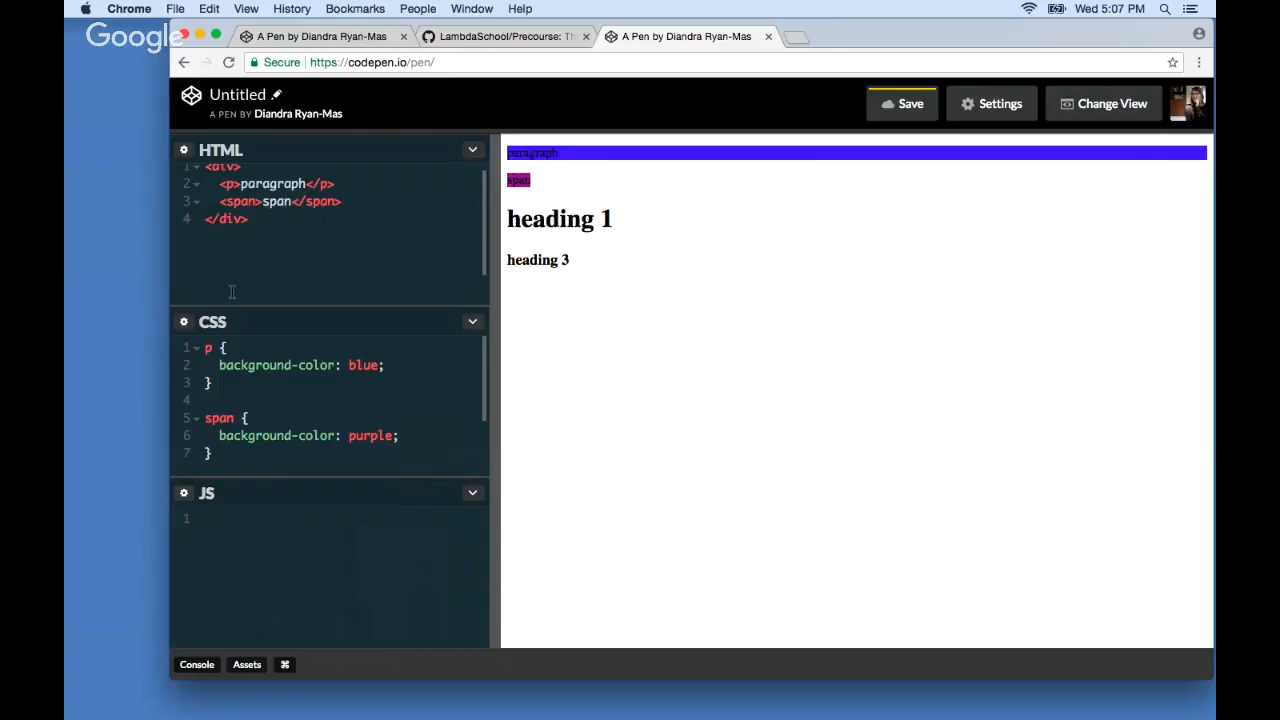 Chrome File Edit View History Bookmarks People Window Help Wed 5:07 PM
Google
A Pen by Diandra Ryan-Mas LambdaSchool/Precourse: Th A Pen by Diandra Ryan-Mas
Secure https://codepen.io/pen/
Untitled
A PEN BY Diandra Ryan-Mas
Save Settings Change View
HTML
1 <div>
2 <p>paragraph</p>
3 <span>span</span>
4 </div>
CSS
1 p {
2 background-color: blue;
3 }
4
5 span {
6 background-color: purple;
7 }
JS
1
Console Assets ⌘
paragraph
span
heading 1
heading 3